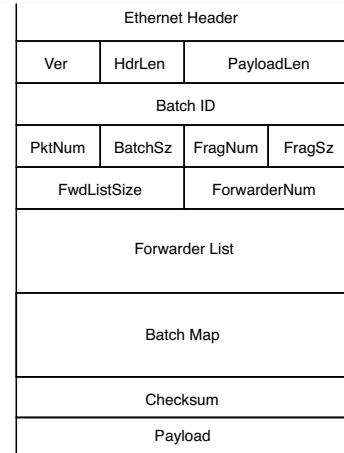 Ethernet Header
Ver HdrLen PayloadLen
Batch ID
PktNum BatchSz FragNum FragSz
FwdListSize ForwarderNum
Forwarder List
Batch Map
Checksum
Payload